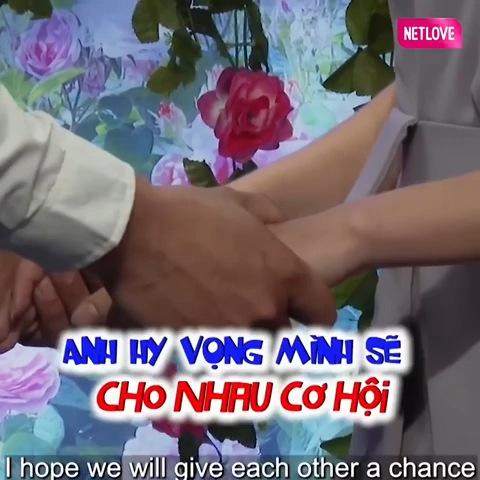 NETLOVE
ANH HY VỌNG MÌNH SẼ
CHO NHAU CƠ HỘI
I hope we will give each other a chance